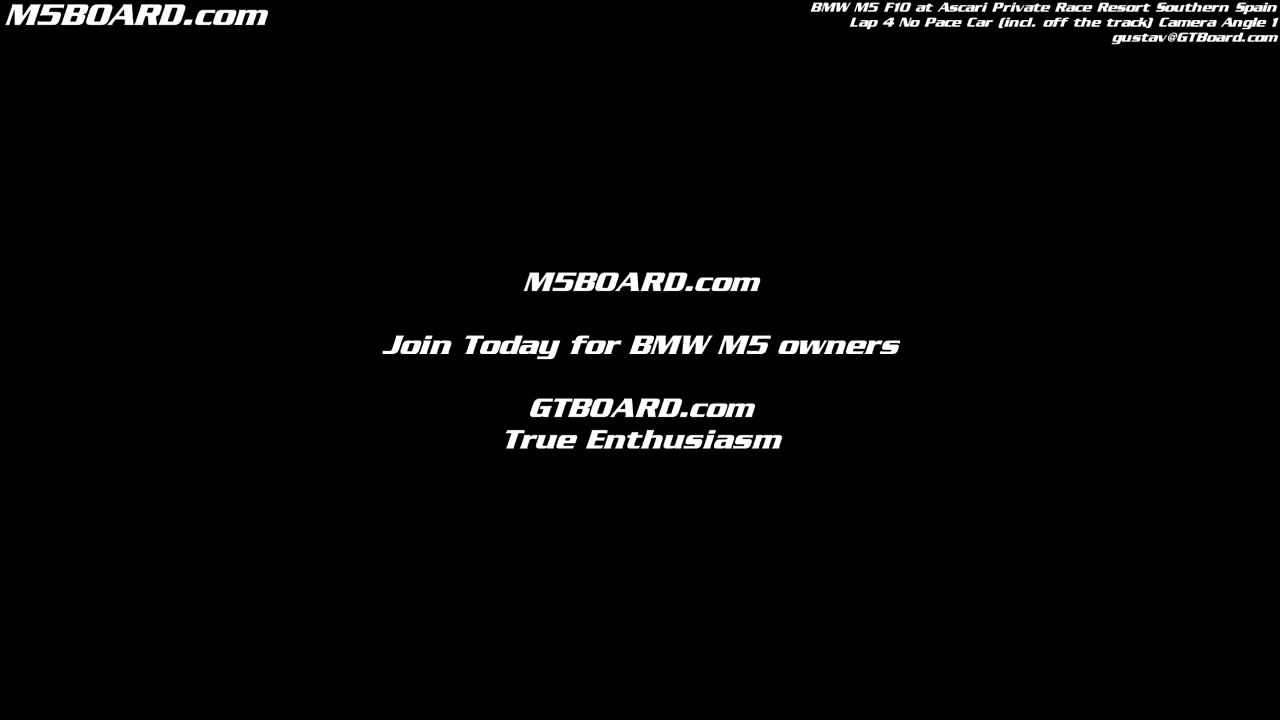 M5BOARD.com
BMW M5 F10 at Ascari Private Race Resort Southern Spain
Lap 4 No Pace Car (incl. off the track) Camera Angle 1
gustav@GTBoard.com
M5BOARD.com
Join Today for BMW M5 owners
GTBOARD.com
True Enthusiasm